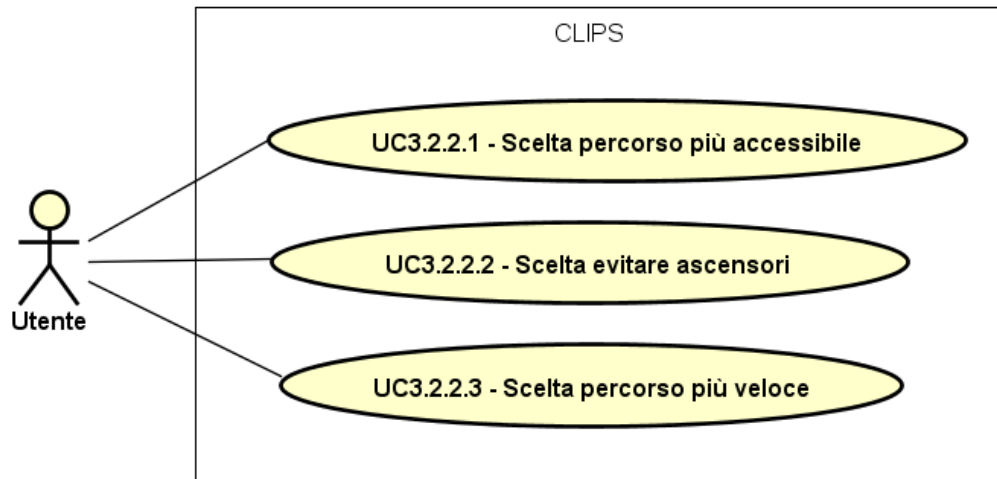 CLIPS
UC3.2.2.1 - Scelta percorso più accessibile
UC3.2.2.2 - Scelta evitare ascensori
Utente
UC3.2.2.3 - Scelta percorso più veloce